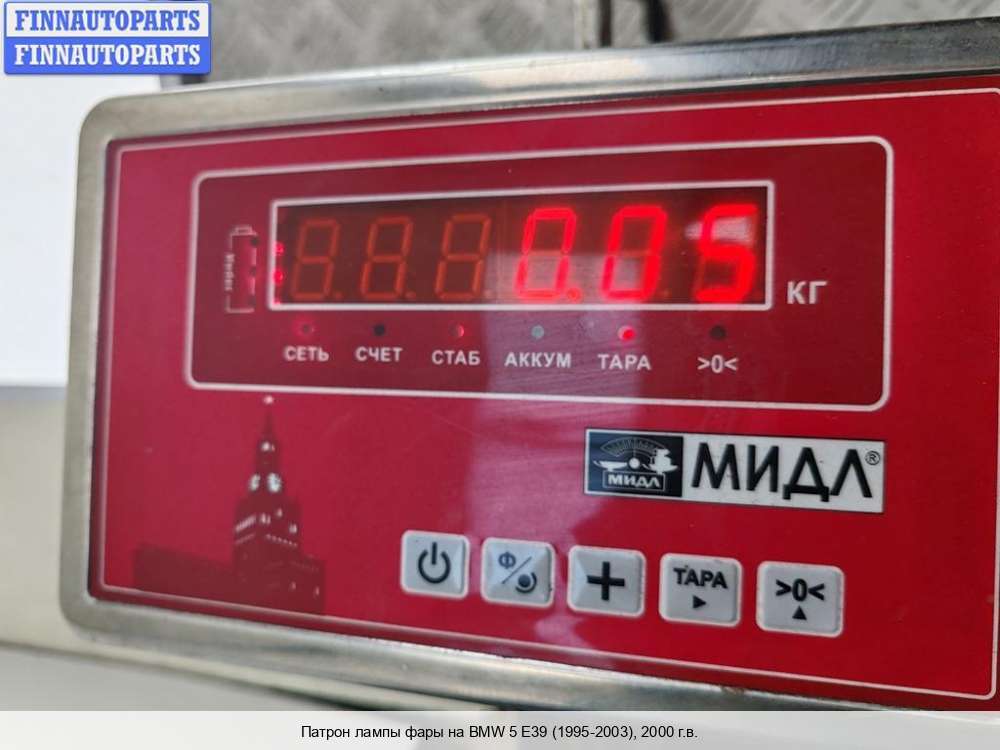 FINNAUTOPARTS
FINNAUTOPARTS
0.05
КГ
СЕТЬ СЧЕТ СТАБ АККУМ ТАРА >0<
МИДЛ
МИДЛ®
Ф
ТАРА >0<
Патрон лампы фары на BMW 5 E39 (1995-2003), 2000 г.в.